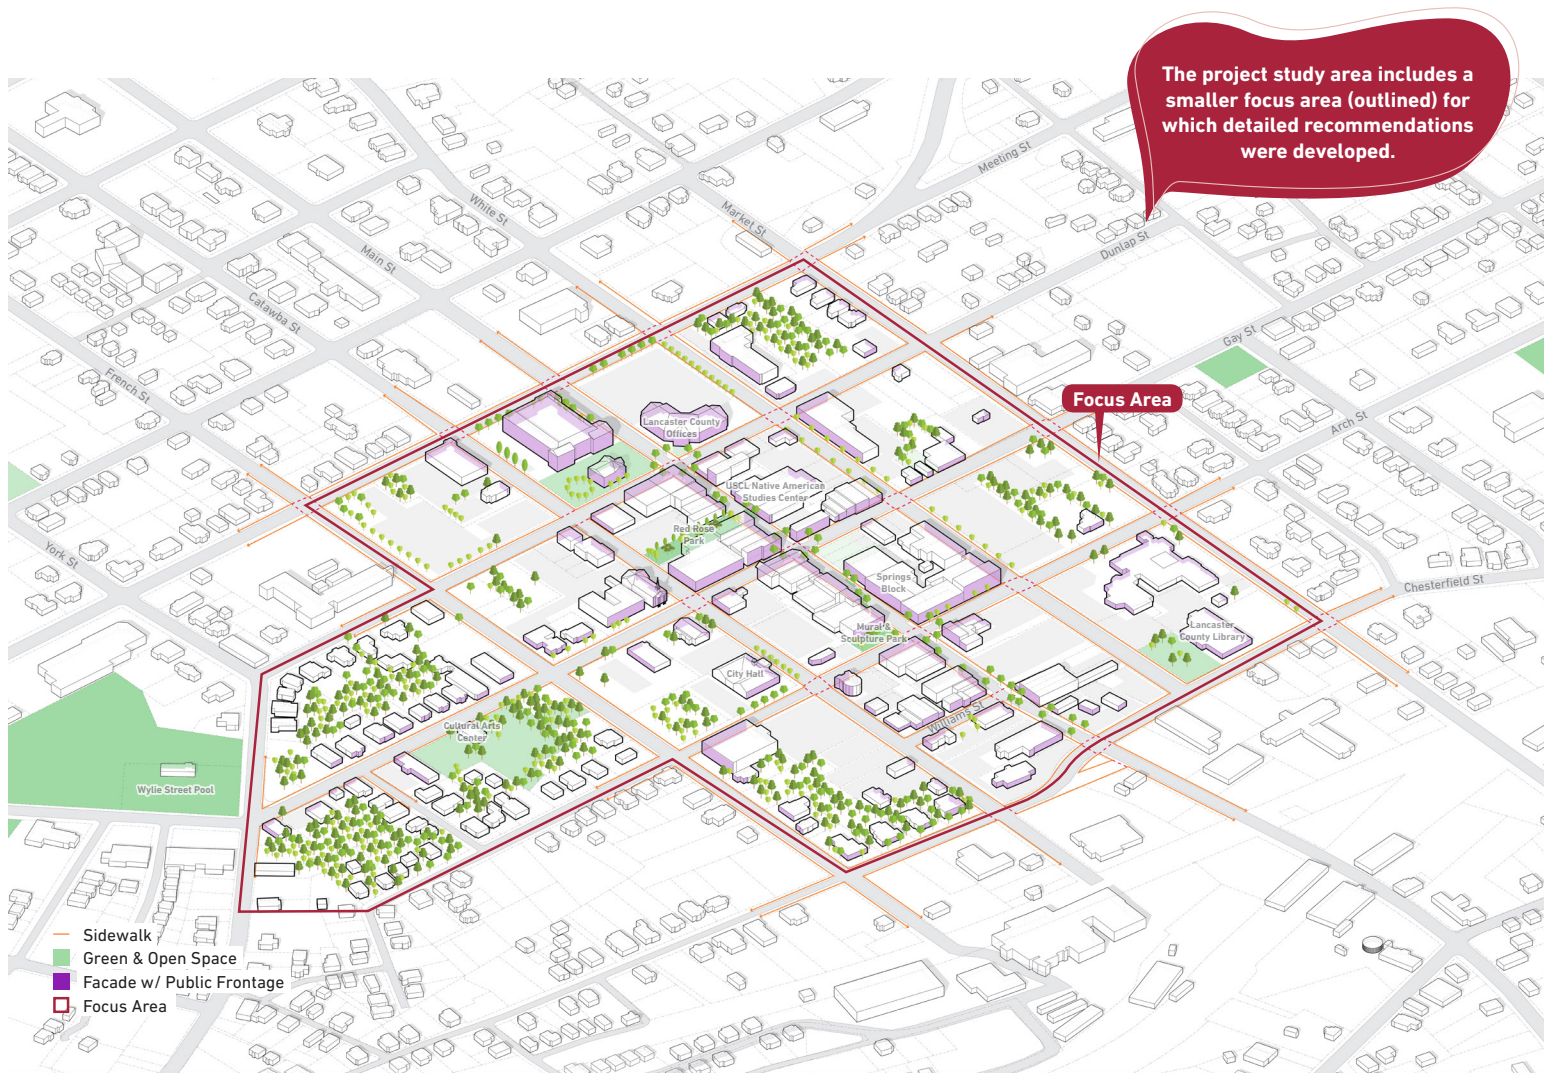 The project study area includes a
smaller focus area (outlined) for
which detailed recommendations
were developed.
Meeting St
White St
Market St
Dunlap St
Main St
Catawba St
Gay St
French St
Focus Area
Arch St
Lancaster County
Offices
USCL Native American
Studies Center
Red Rose
Park
York St
Springs
Block
Chesterfield St
Mural &
Sculpture Park
Lancaster
County Library
City Hall
Williams St
Cultural Arts
Center
Wylie Street Pool
Sidewalk
Green & Open Space
Facade w/ Public Frontage
Focus Area